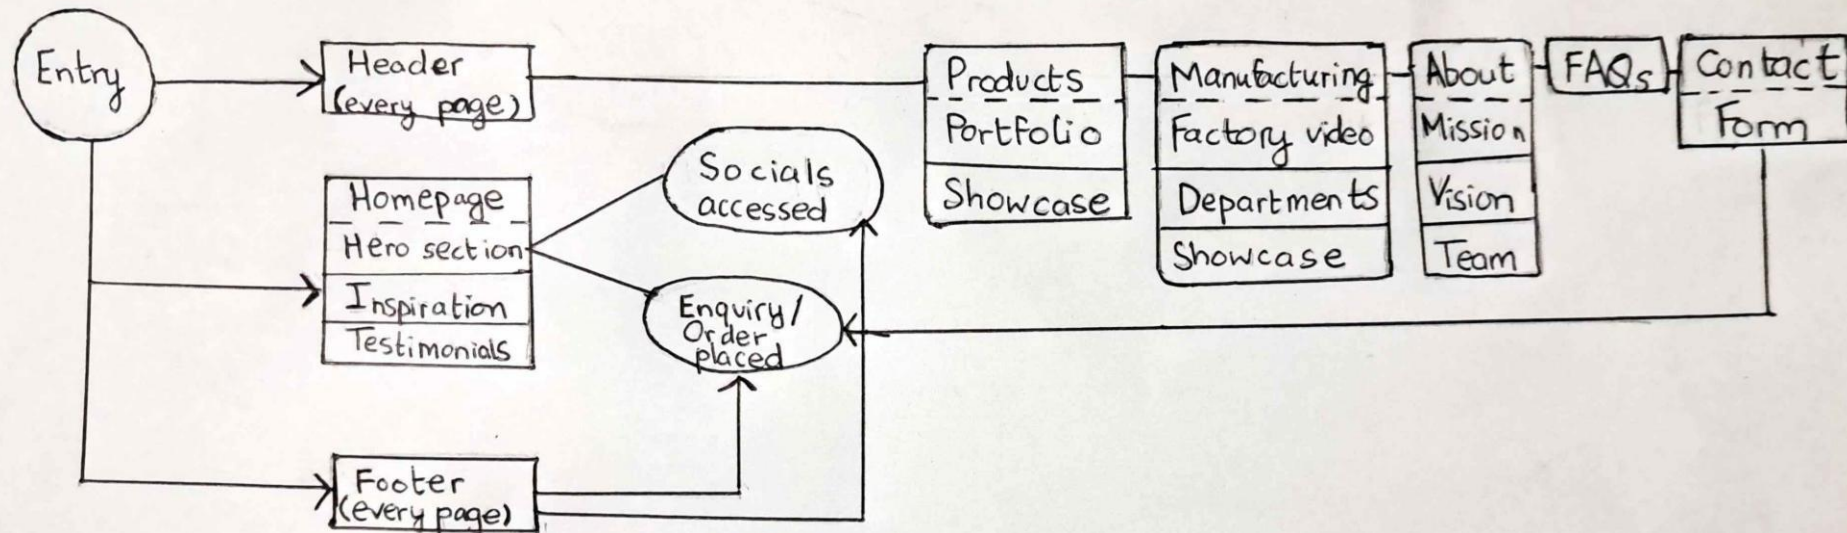 Entry
Header
(every page)
Products
Portfolio
Showcase
Manufacturing
Factory video
Departments
Showcase
About
Mission
Vision
Team
FAQs
Contact
Form
Homepage
Hero section
Inspiration
Testimonials
Socials
accessed
Enquiry/
Order
placed
Footer
(every page)